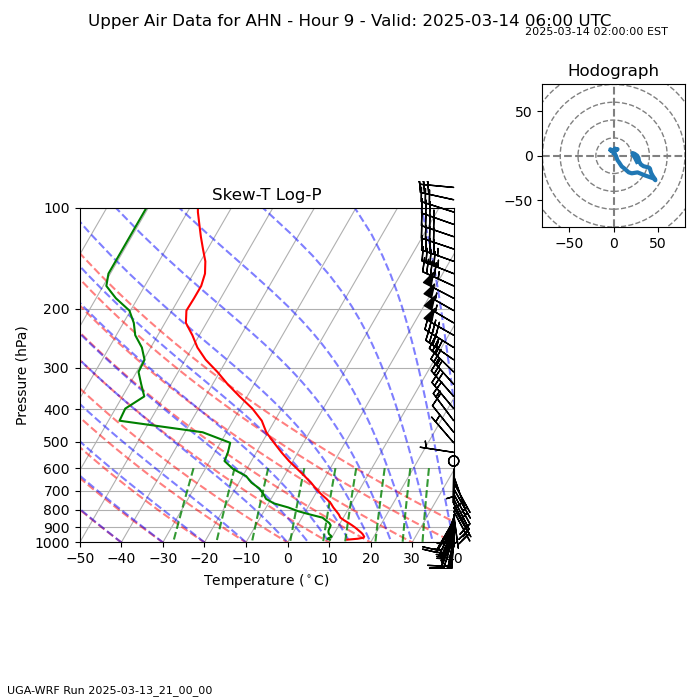 Upper Air Data for AHN - Hour 9 - Valid: 2025-03-14 06:00 UTC
2025-03-14 02:00:00 EST
Hodograph
50
0
−50
−50 0 50
Skew-T Log-P
100
200
300
400
500
600
700
800
900
1000
Pressure (hPa)
−50 −40 −30 −20 −10 0 10 20 30 40
Temperature (°C)
UGA-WRF Run 2025-03-13_21_00_00